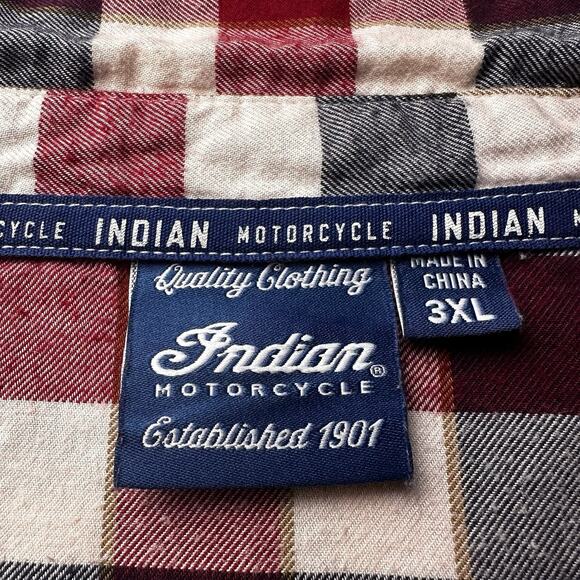 CYCLE INDIAN MOTORCYCLE INDIAN M
Quality Clothing
Indian®
MOTORCYCLE
Established 1901
MADE IN
CHINA
3XL